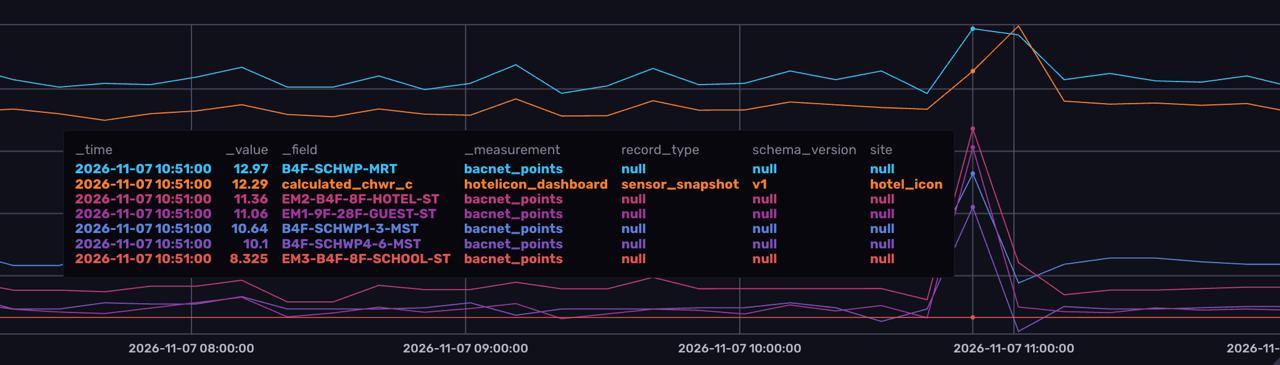 _time _value _field _measurement record_type schema_version site
2026-11-07 10:51:00 12.97 B4F-SCHWP-MRT bacnet_points null null null
2026-11-07 10:51:00 12.29 calculated_chwr_c hotelicon_dashboard sensor_snapshot v1 hotel_icon
2026-11-07 10:51:00 11.36 EM2-B4F-8F-HOTEL-ST bacnet_points null null null
2026-11-07 10:51:00 11.06 EM1-9F-28F-GUEST-ST bacnet_points null null null
2026-11-07 10:51:00 10.64 B4F-SCHWP1-3-MST bacnet_points null null null
2026-11-07 10:51:00 10.1 B4F-SCHWP4-6-MST bacnet_points null null null
2026-11-07 10:51:00 8.325 EM3-B4F-8F-SCHOOL-ST bacnet_points null null null
2026-11-07 08:00:00 2026-11-07 09:00:00 2026-11-07 10:00:00 2026-11-07 11:00:00 2026-11-